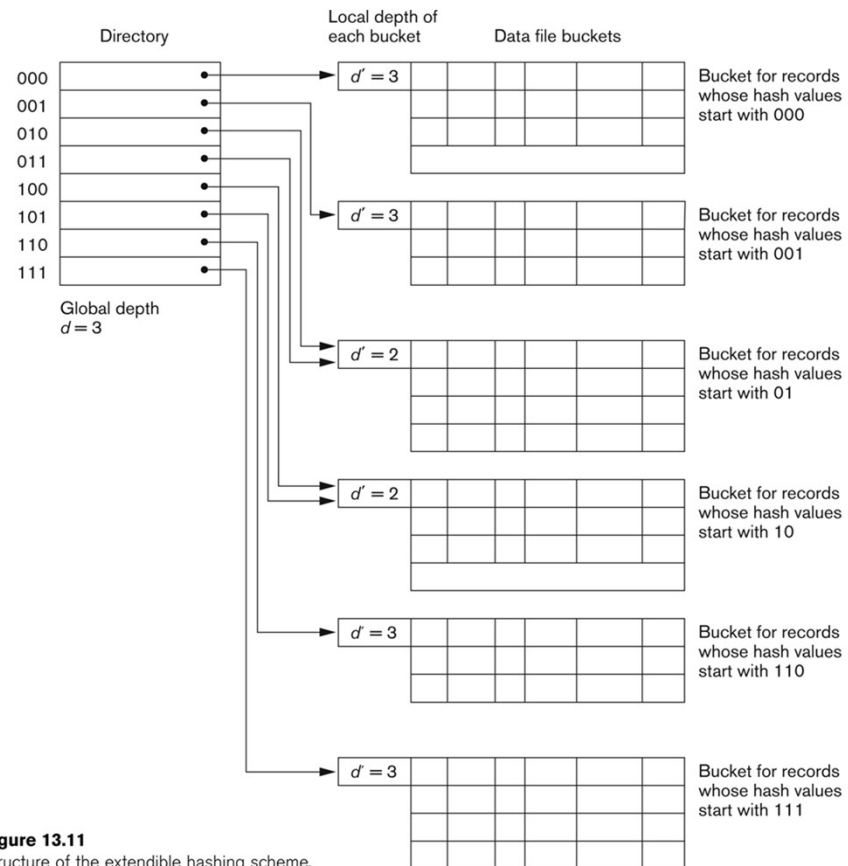 Directory
Local depth of
each bucket
Data file buckets
000
001
010
011
100
101
110
111
Global depth
d = 3
d′ = 3
Bucket for records
whose hash values
start with 000
d′ = 3
Bucket for records
whose hash values
start with 001
d′ = 2
Bucket for records
whose hash values
start with 01
d′ = 2
Bucket for records
whose hash values
start with 10
d′ = 3
Bucket for records
whose hash values
start with 110
d′ = 3
Bucket for records
whose hash values
start with 111
gure 13.11
ructure of the extendible hashing scheme.